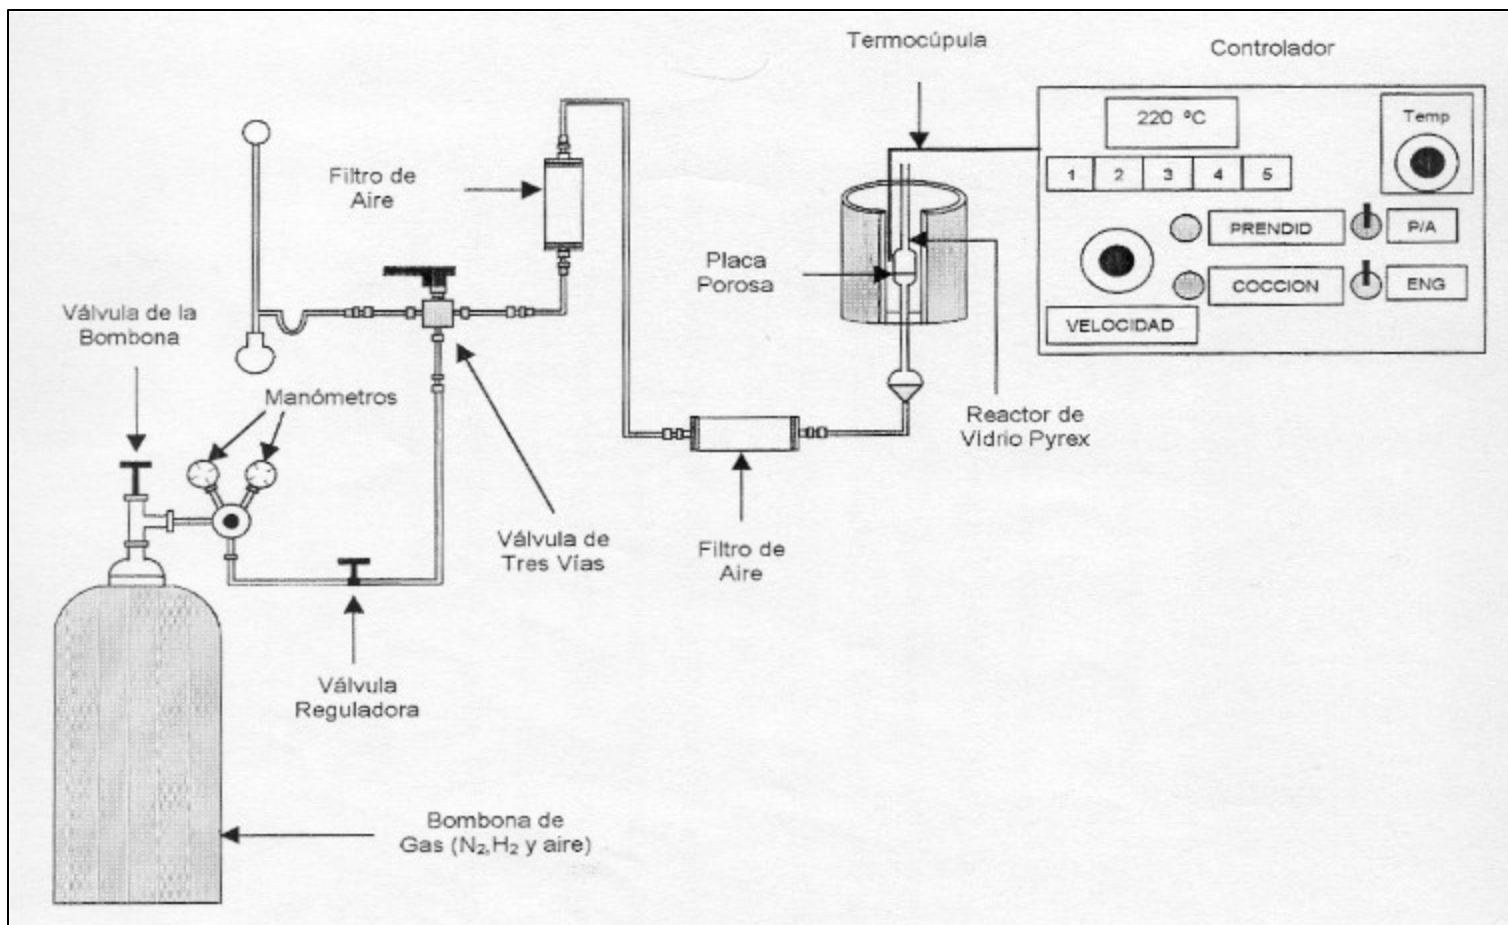 Termocúpula
Controlador
220 ºC
Temp
1 2 3 4 5
PRENDID
P/A
COCCION
ENG
VELOCIDAD
Filtro de
Aire
Placa
Porosa
Válvula de la
Bombona
Manómetros
Reactor de
Vidrio Pyrex
Válvula de
Tres Vías
Filtro de
Aire
Válvula
Reguladora
Bombona de
Gas (N₂,H₂ y aire)